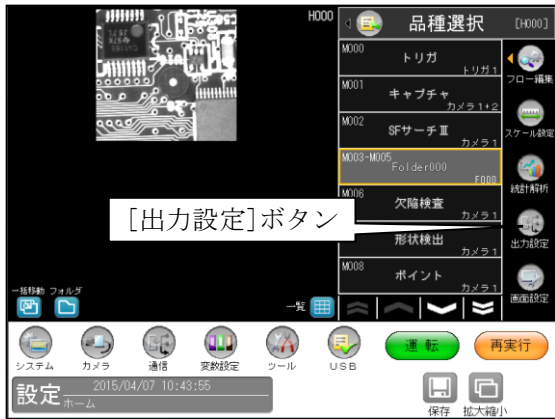 H000
品種選択
[H000]
M000
トリガ
トリガ1
M001
キャプチャ
カメラ1+2
M002
SFサーチⅢ
カメラ1
M003-M005
Folder000
F000
M006
欠陥検査
カメラ1
形状検出
カメラ1
M008
ポイント
カメラ1
フロー編集
スケール設定
統計解析
出力設定
画面設定
[出力設定]ボタン
一括移動
フォルダ
一覧
システム
カメラ
通信
変数設定
ツール
USB
運転
再実行
設定
2015/04/07 10:43:55
ホーム
保存
拡大縮小